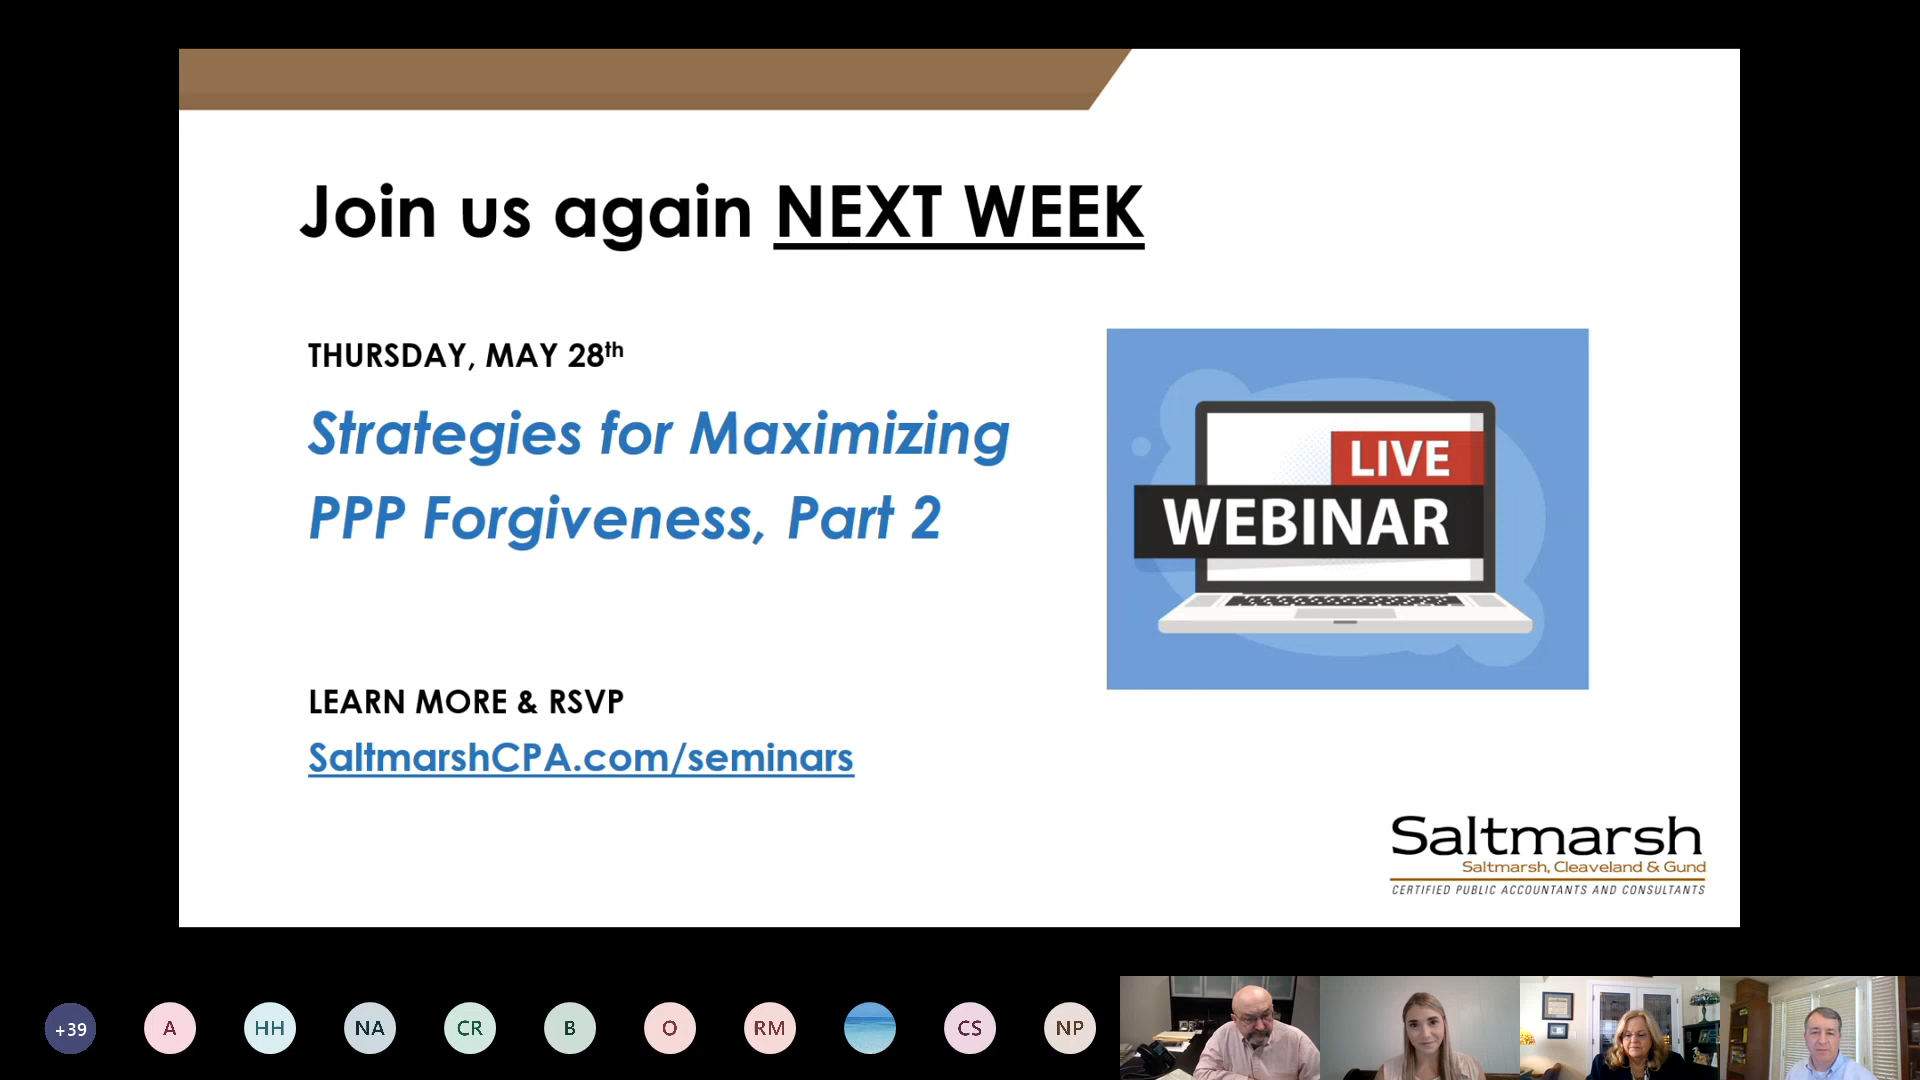 Join us again NEXT WEEK
THURSDAY, MAY 28th
Strategies for Maximizing
PPP Forgiveness, Part 2
LIVE
WEBINAR
LEARN MORE & RSVP
SaltmarshCPA.com/seminars
Saltmarsh
Saltmarsh, Cleaveland & Gund
CERTIFIED PUBLIC ACCOUNTANTS AND CONSULTANTS
+39 A HH NA CR B O RM CS NP